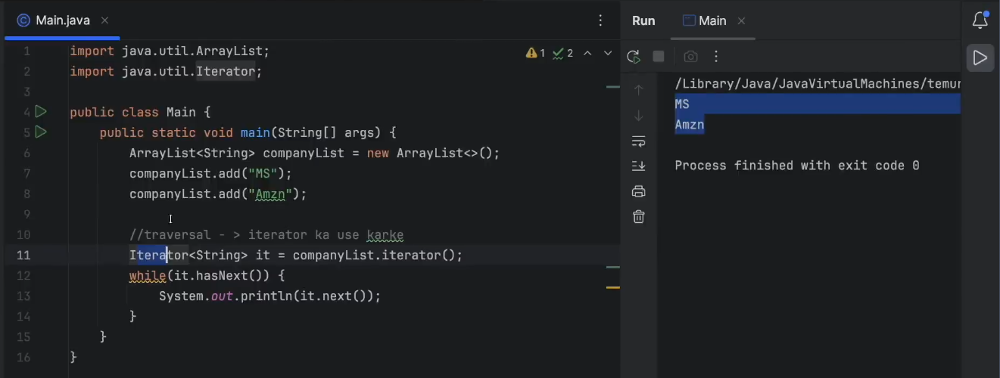 Main.java
1 import java.util.ArrayList;
2 import java.util.Iterator;
3
4 public class Main {
5 public static void main(String[] args) {
6 ArrayList<String> companyList = new ArrayList<>();
7 companyList.add("MS");
8 companyList.add("Amzn");
9
10 //traversal - > iterator ka use karke
11 Iterator<String> it = companyList.iterator();
12 while(it.hasNext()) {
13 System.out.println(it.next());
14 }
15 }
16 }
1 2
Run Main
/Library/Java/JavaVirtualMachines/temur
MS
Amzn
Process finished with exit code 0